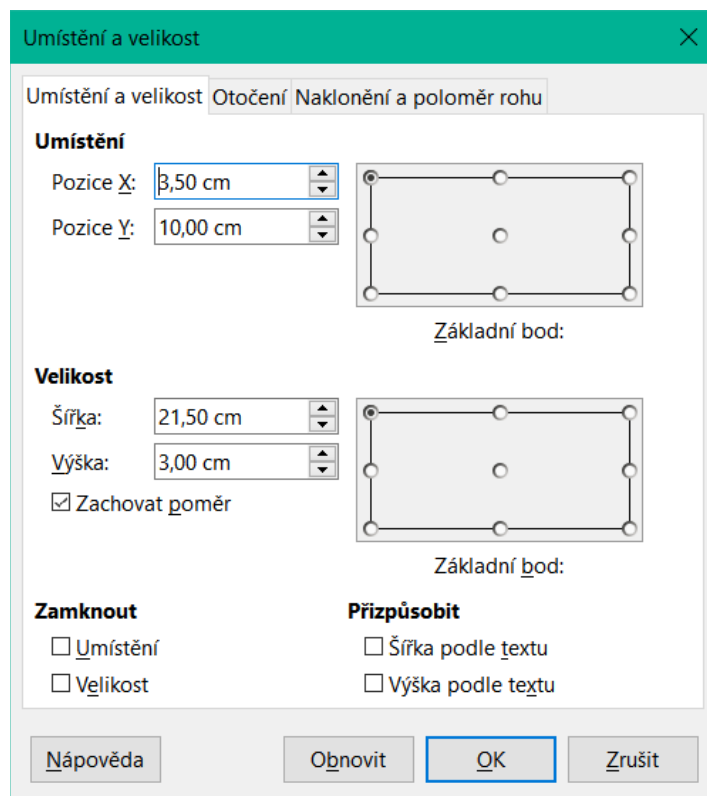 Umístění a velikost
Umístění a velikost Otočení Naklonění a poloměr rohu
Umístění
Pozice X: 3,50 cm
Pozice Y: 10,00 cm
Základní bod:
Velikost
Šířka: 21,50 cm
Výška: 3,00 cm
Zachovat poměr
Základní bod:
Zamknout Přizpůsobit
Umístění Šířka podle textu
Velikost Výška podle textu
Nápověda Obnovit OK Zrušit